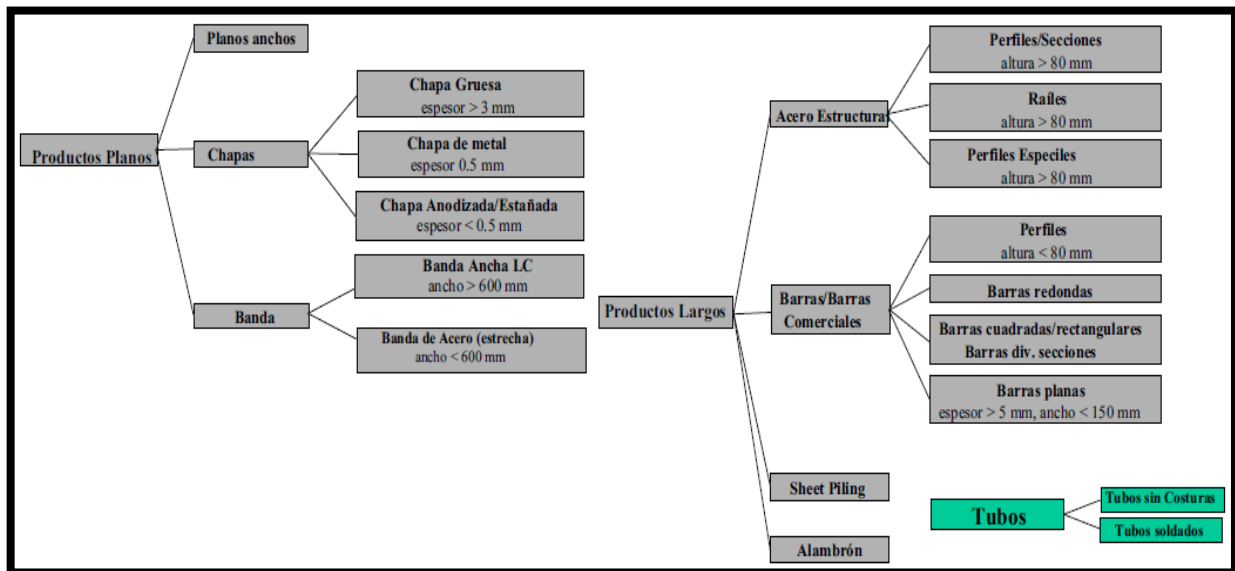 Planos anchos
Chapa Gruesa
espesor > 3 mm
Productos Planos
Chapas
Chapa de metal
espesor 0.5 mm
Chapa Anodizada/Estañada
espesor < 0.5 mm
Banda Ancha LC
ancho > 600 mm
Banda
Banda de Acero (estrecha)
ancho < 600 mm
Productos Largos
Acero Estructura
Perfiles/Secciones
altura > 80 mm
Raíles
altura > 80 mm
Perfiles Especiles
altura > 80 mm
Barras/Barras
Comerciales
Perfiles
altura < 80 mm
Barras redondas
Barras cuadradas/rectangulares
Barras div. secciones
Barras planas
espesor > 5 mm, ancho < 150 mm
Sheet Piling
Alambrón
Tubos
Tubos sin Costuras
Tubos soldados